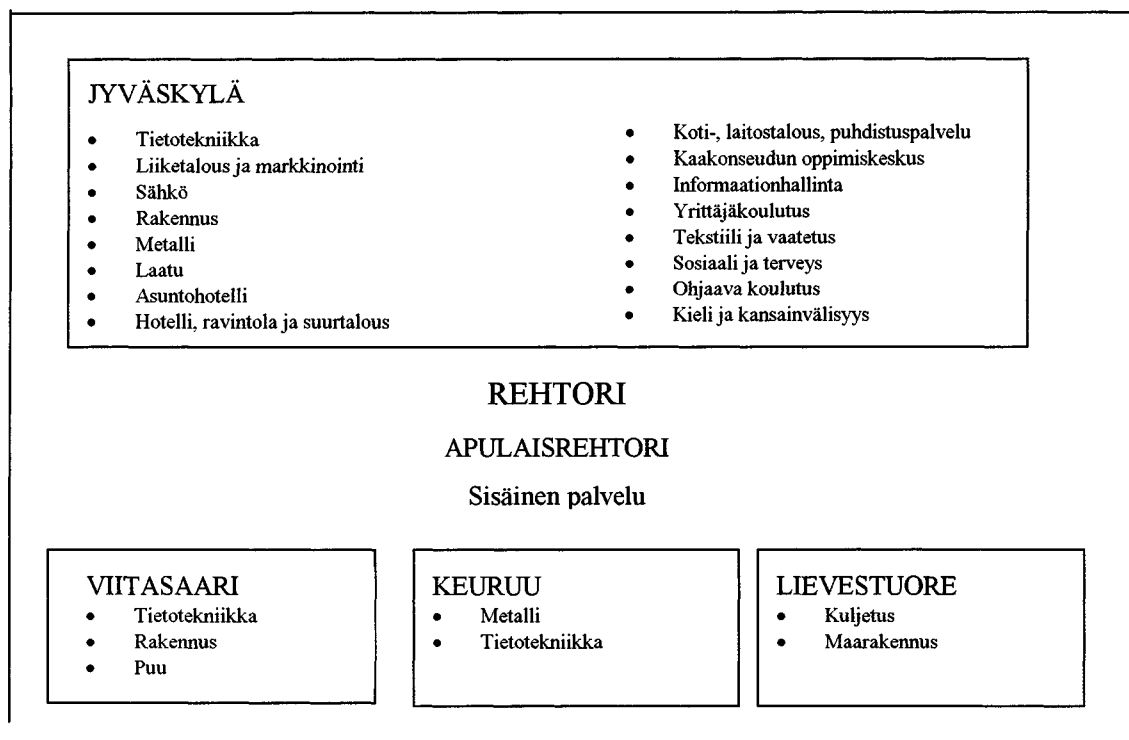 JYVÄSKYLÄ
• Tietotekniikka
• Liiketalous ja markkinointi
• Sähkö
• Rakennus
• Metalli
• Laatu
• Asuntohotelli
• Hotelli, ravintola ja suurtalous
• Koti-, laitostalous, puhdistuspalvelu
• Kaakonseudun oppimiskeskus
• Informaationhallinta
• Yrittäjäkoulutus
• Tekstiili ja vaatetus
• Sosiaali ja terveys
• Ohjaava koulutus
• Kieli ja kansainvälisyys
REHTORI
APULAISREHTORI
Sisäinen palvelu
VIITASAARI
• Tietotekniikka
• Rakennus
• Puu
KEURUU
• Metalli
• Tietotekniikka
LIEVESTUORE
• Kuljetus
• Maarakennus